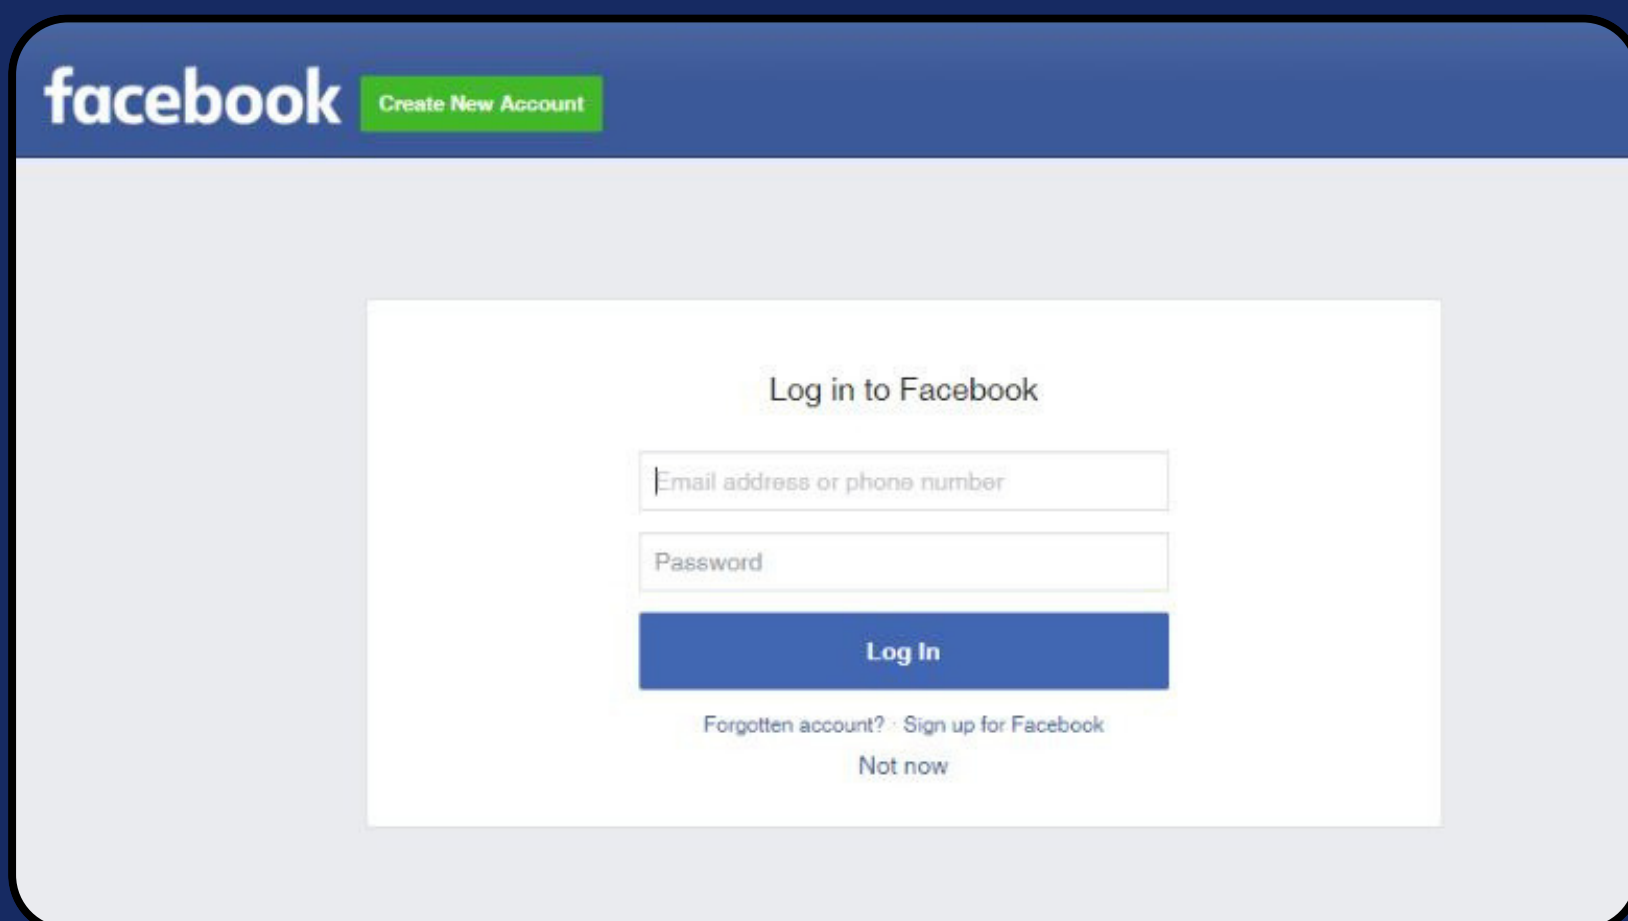 facebook Create New Account
Log in to Facebook
Email address or phone number
Password
Log In
Forgotten account? · Sign up for Facebook
Not now